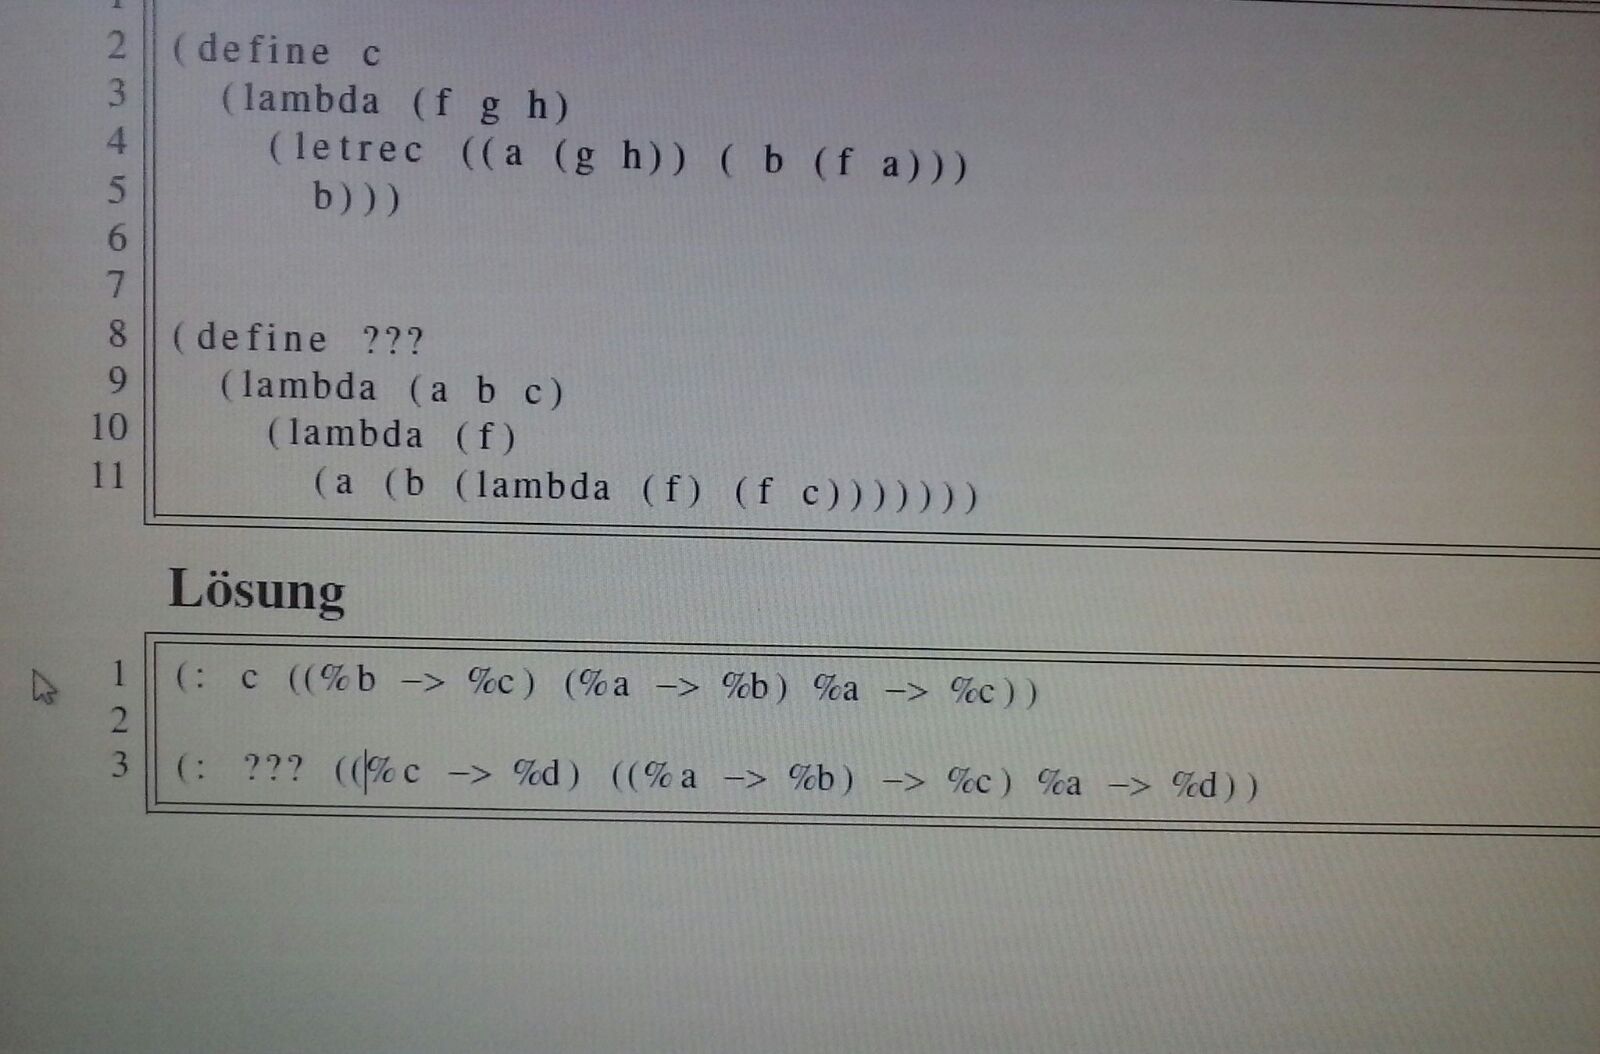 2 (define c
3 (lambda (f g h)
4 (letrec ((a (g h)) ( b (f a)))
5 b)))
6
7
8 (define ???
9 (lambda (a b c)
10 (lambda (f)
11 (a (b (lambda (f) (f c)))))))
Lösung
1 (: c ((%b -> %c) (%a -> %b) %a -> %c))
2
3 (: ??? ((%c -> %d) ((%a -> %b) -> %c) %a -> %d))